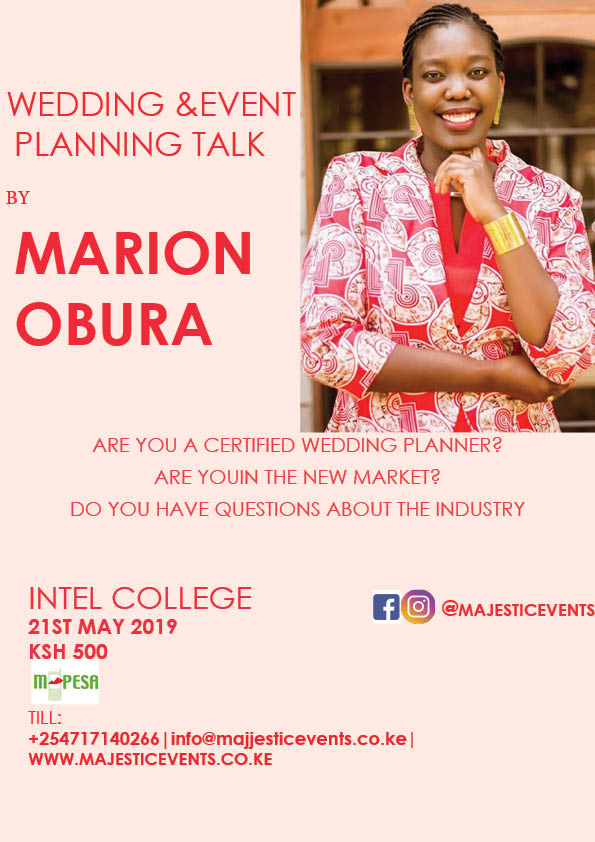 WEDDING &EVENT
PLANNING TALK
BY
MARION
OBURA
ARE YOU A CERTIFIED WEDDING PLANNER?
ARE YOUIN THE NEW MARKET?
DO YOU HAVE QUESTIONS ABOUT THE INDUSTRY
INTEL COLLEGE
21ST MAY 2019
KSH 500
M-PESA
TILL:
+254717140266|info@majjesticevents.co.ke|
WWW.MAJESTICEVENTS.CO.KE
@MAJESTICEVENTS